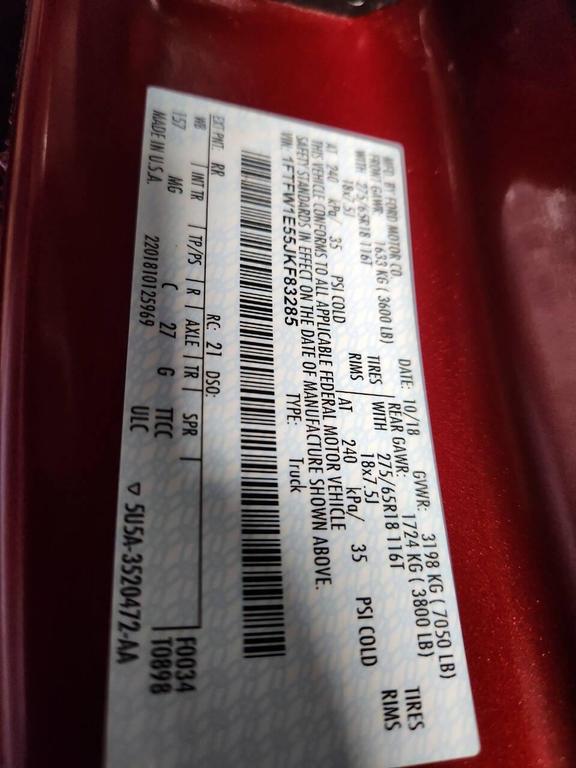 MFD. BY FORD MOTOR CO. DATE: 10/18 GVWR: 3198 KG ( 7050 LB)
FRONT GAWR: 1633 KG ( 3600 LB) REAR GAWR: 1724 KG ( 3800 LB)
WITH 275/65R18 116T TIRES WITH 275/65R18 116T TIRES
18x7.5J RIMS 18x7.5J RIMS
AT 240 kPa/ 35 PSI COLD AT 240 kPa/ 35 PSI COLD
THIS VEHICLE CONFORMS TO ALL APPLICABLE FEDERAL MOTOR VEHICLE
SAFETY STANDARDS IN EFFECT ON THE DATE OF MANUFACTURE SHOWN ABOVE.
VIN: 1FTFW1E55JKF83285 TYPE: Truck
EXT PNT: RR RC: 21 DSO: F0034
WB INT TR TP/PS R AXLE TR SPR T0898
157 MG C 27 G TTCC
MADE IN U.S.A. 220181012S969 UILC ▽ 5U5A-3520472-AA